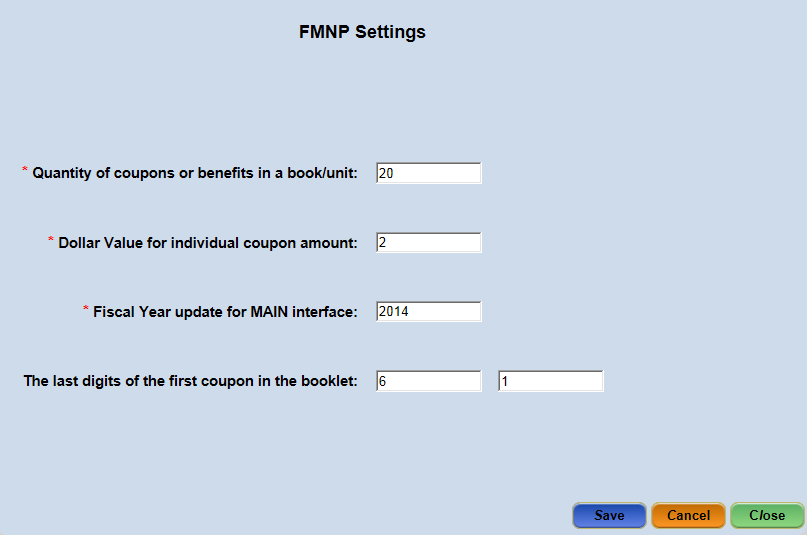 FMNP Settings
* Quantity of coupons or benefits in a book/unit: 20
* Dollar Value for individual coupon amount: 2
* Fiscal Year update for MAIN interface: 2014
The last digits of the first coupon in the booklet: 6 1
Save Cancel Close